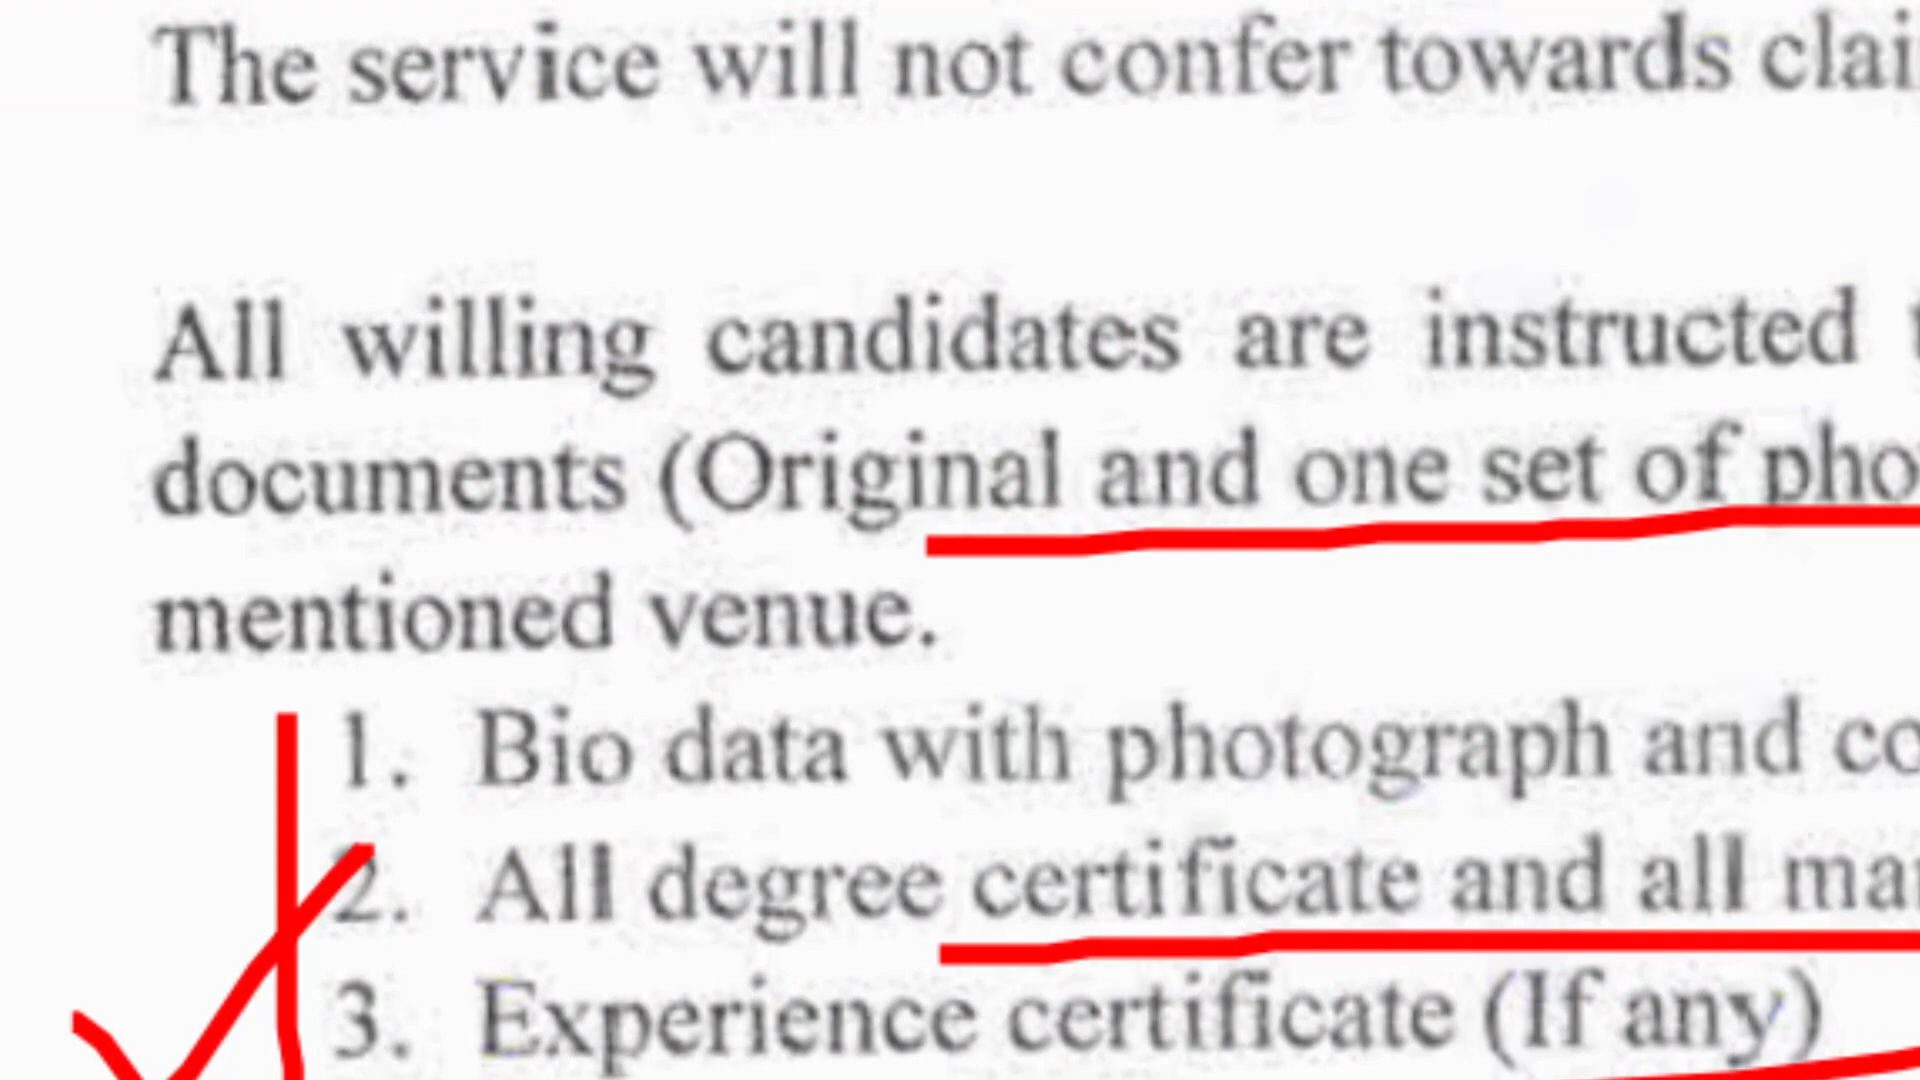 The service will not confer towards clai
All willing candidates are instructed
documents (Original and one set of pho
mentioned venue.
1. Bio data with photograph and co
2. All degree certificate and all ma
3. Experience certificate (If any)